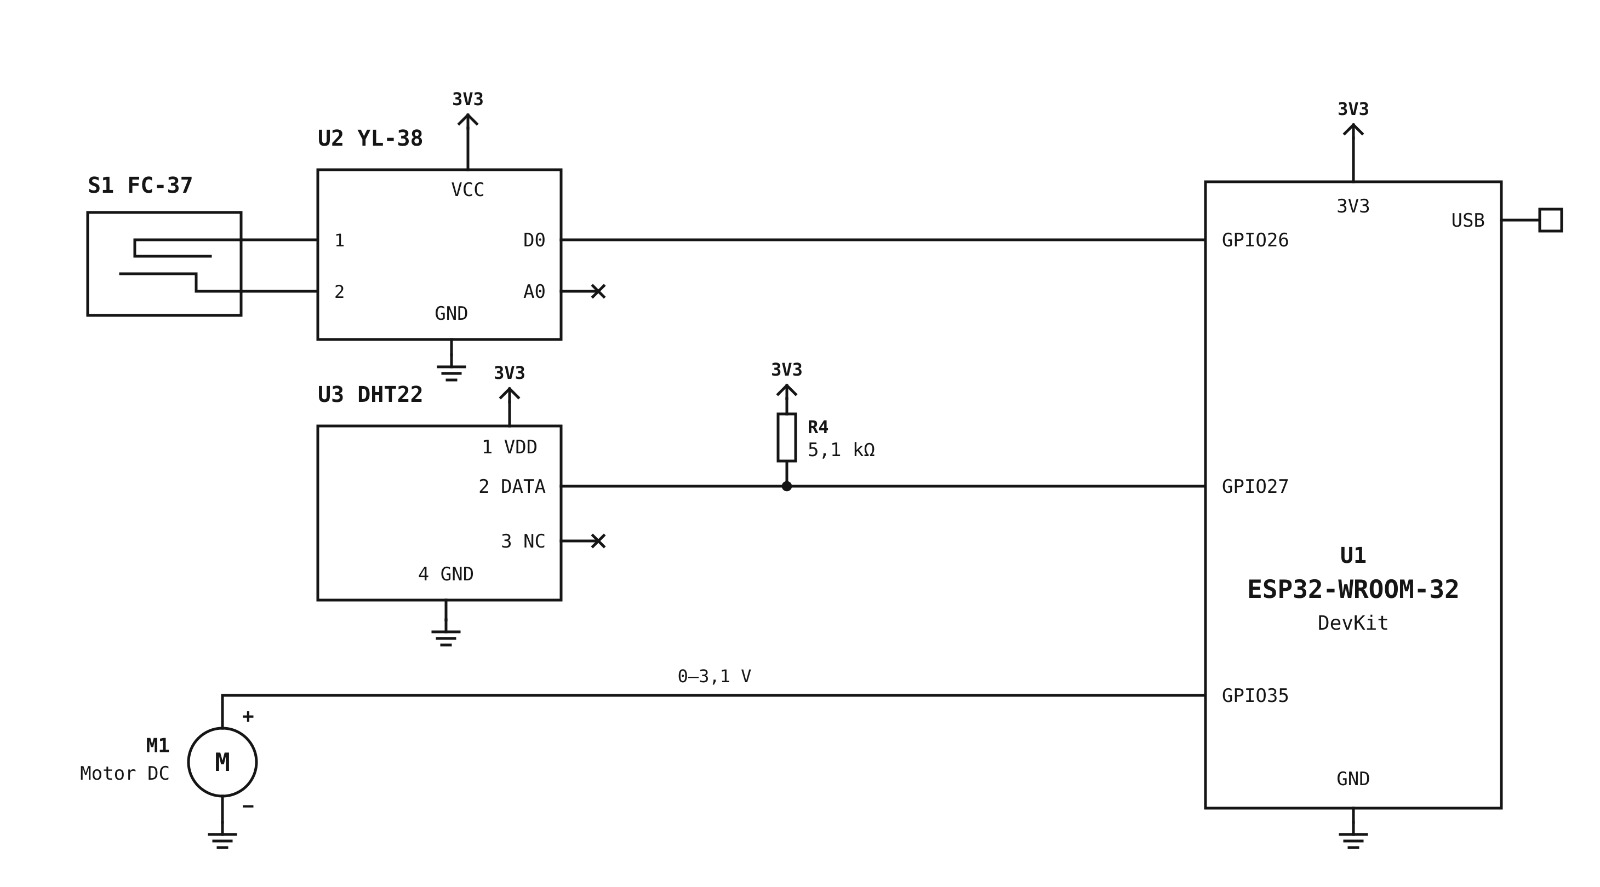 3V3
U2 YL-38
VCC
1
D0
2
A0
GND
S1 FC-37
3V3
3V3
USB
GPIO26
U3 DHT22
3V3
1 VDD
2 DATA
3 NC
4 GND
3V3
R4
5,1 kΩ
GPIO27
U1
ESP32-WROOM-32
DevKit
0–3,1 V
GPIO35
+
M1
Motor DC
M
−
GND